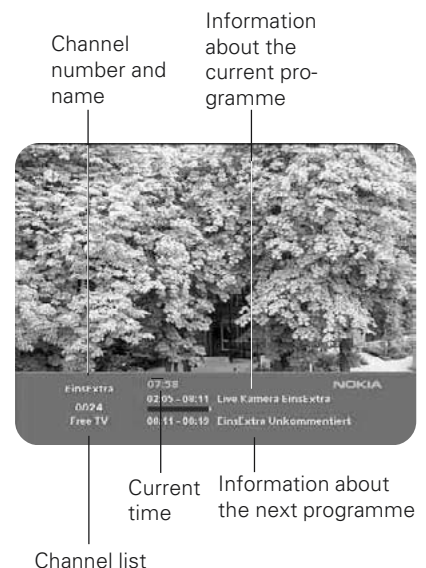 Channel
number and
name
Information
about the
current pro-
gramme
EinsExtra
0024
Free TV
07:58
NOKIA
02:05 - 08:11 Live Kamera EinsExtra
08:11 - 08:19 EinsExtra Unkommentiert
Current
time
Information about
the next programme
Channel list